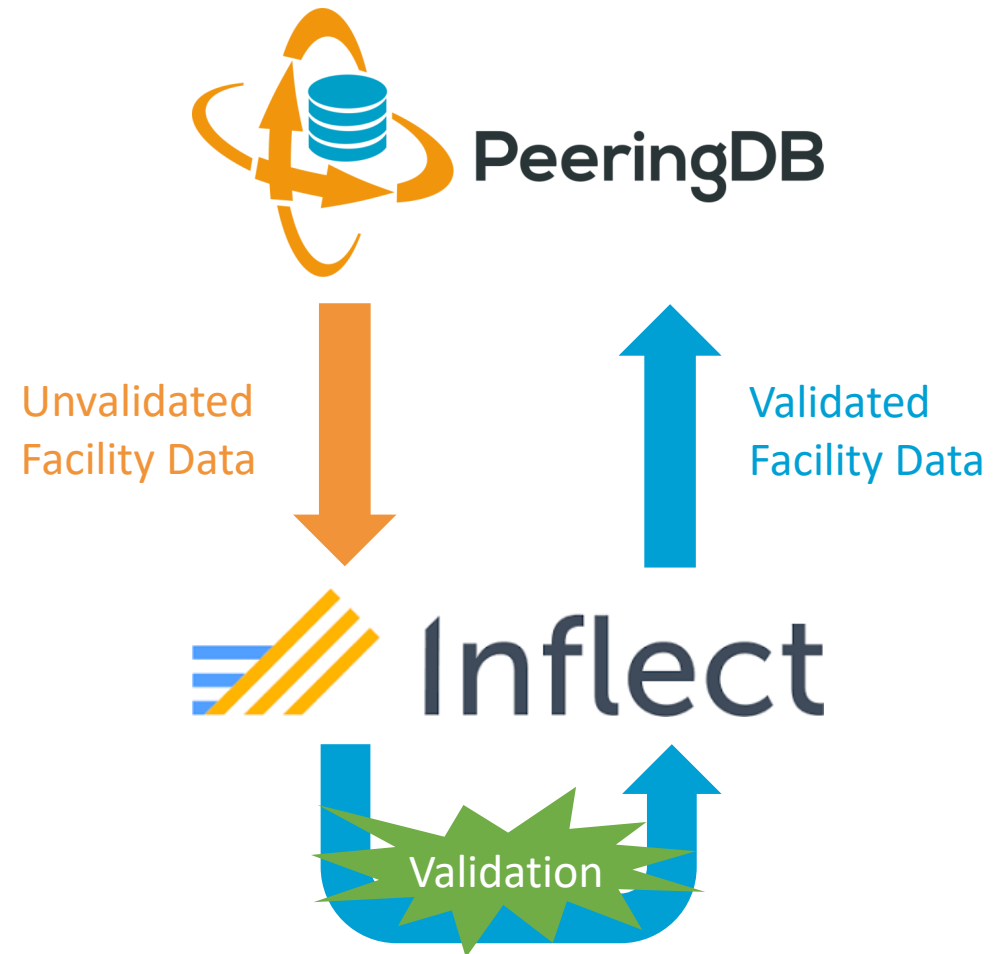 PeeringDB
Unvalidated
Facility Data
Validated
Facility Data
Inflect
Validation